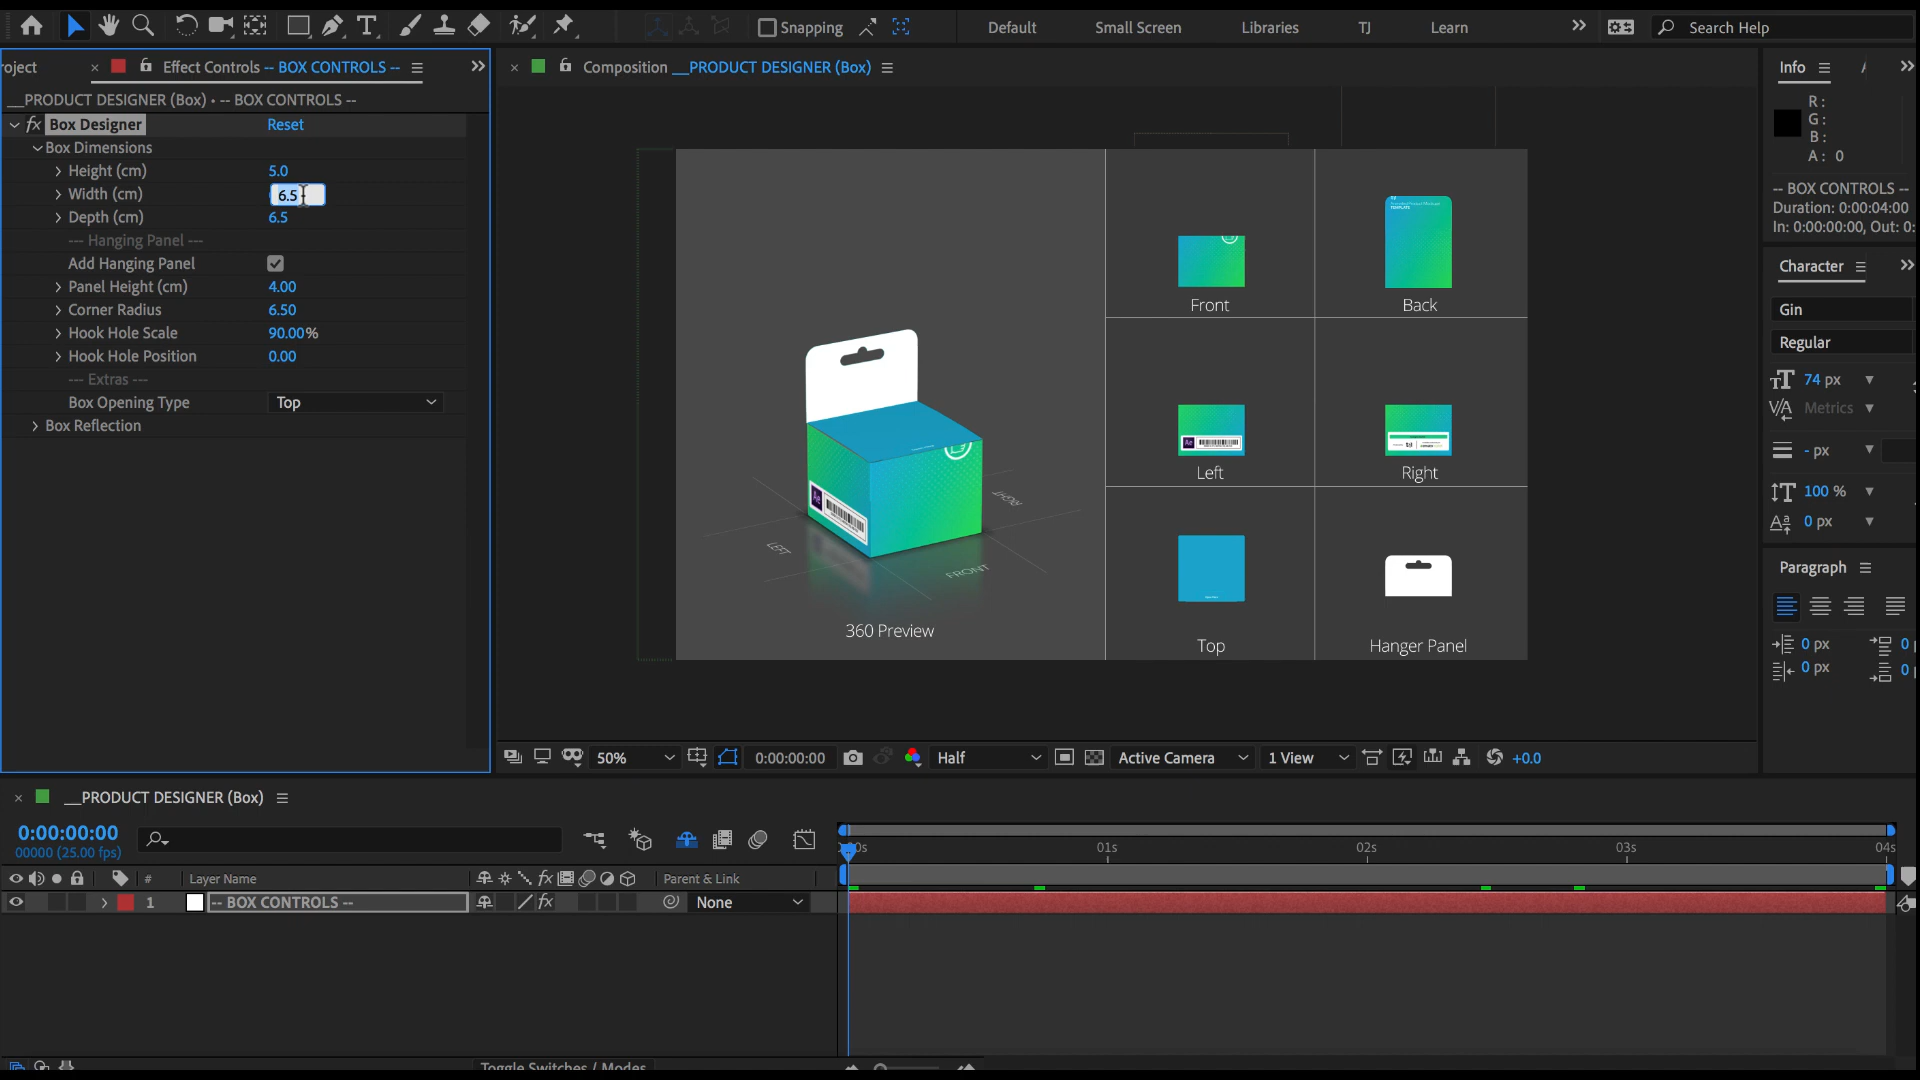 Snapping
Default
Small Screen
Libraries
TJ
Learn
Search Help
oject
Effect Controls -- BOX CONTROLS --
__PRODUCT DESIGNER (Box) • -- BOX CONTROLS --
fx Box Designer
Reset
Box Dimensions
Height (cm)
5.0
Width (cm)
6.5
Depth (cm)
6.5
--- Hanging Panel ---
Add Hanging Panel
Panel Height (cm)
4.00
Corner Radius
6.50
Hook Hole Scale
90.00%
Hook Hole Position
0.00
--- Extras ---
Box Opening Type
Top
Box Reflection
Composition __PRODUCT DESIGNER (Box)
Front
Back
Left
Right
Top
Hanger Panel
Ae
LEFT
FRONT
RIGHT
360 Preview
50%
0:00:00:00
Half
Active Camera
1 View
+0.0
Info
R:
G:
B:
A: 0
-- BOX CONTROLS --
Duration: 0:00:04:00
In: 0:00:00:00, Out: 0:
Character
Gin
Regular
74 px
Metrics
- px
100 %
0 px
Paragraph
0 px
0
0 px
0
__PRODUCT DESIGNER (Box)
0:00:00:00
00000 (25.00 fps)
#
Layer Name
fx
Parent & Link
1
-- BOX CONTROLS --
fx
None
01s
02s
03s
04s
Toggle Switches / Modes